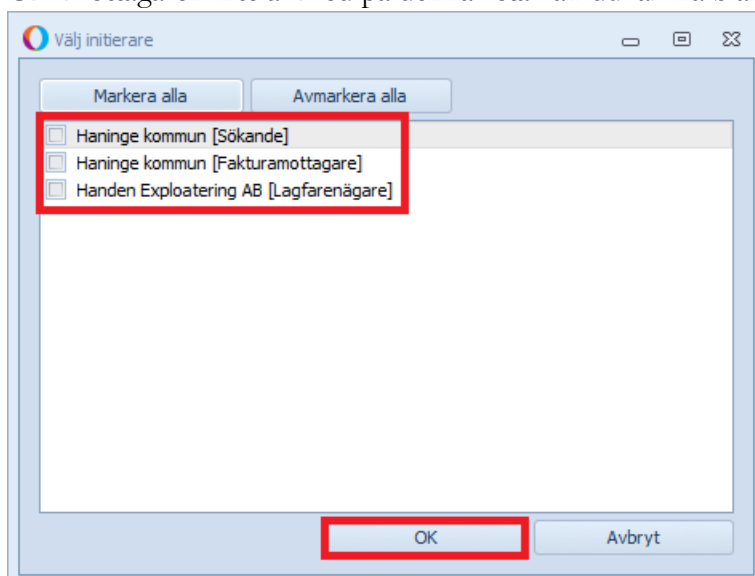 Välj initierare
Markera alla
Avmarkera alla
Haninge kommun [Sökande]
Haninge kommun [Fakturamottagare]
Handen Exploatering AB [Lagfarenägare]
OK
Avbryt